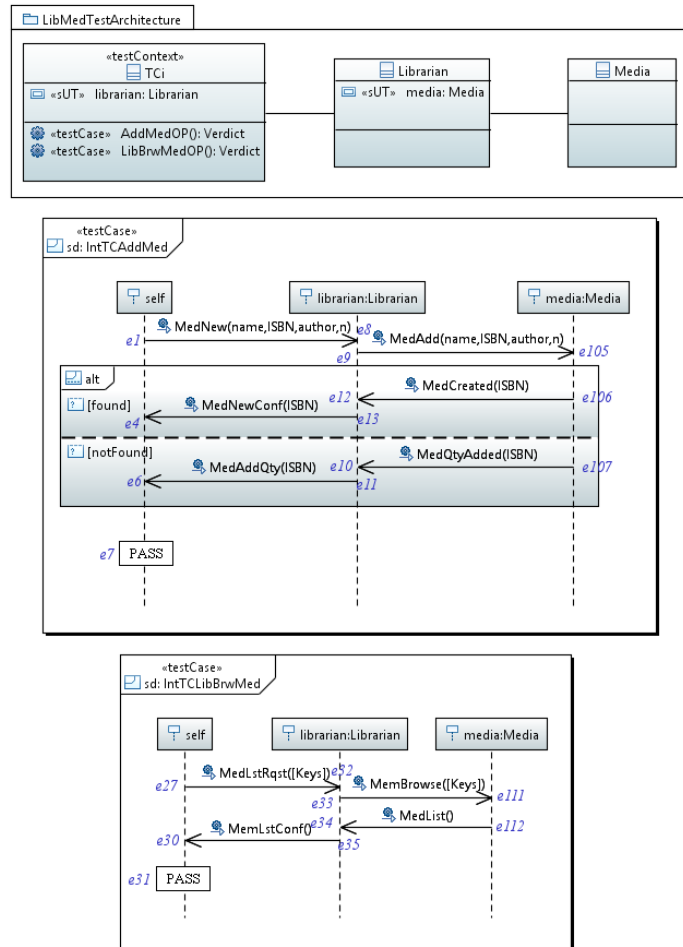 LibMedTestArchitecture
«testContext»
TCi
«sUT» librarian: Librarian
«testCase» AddMedOP(): Verdict
«testCase» LibBrwMedOP(): Verdict
Librarian
«sUT» media: Media
Media
«testCase»
sd: IntTCAddMed
self
librarian:Librarian
media:Media
MedNew(name,ISBN,author,n)
e1
e8
MedAdd(name,ISBN,author,n)
e9
e105
alt
[found]
MedCreated(ISBN)
e12
e106
MedNewConf(ISBN)
e4
e13
[notFound]
MedQtyAdded(ISBN)
e10
e107
MedAddQty(ISBN)
e6
e11
e7
PASS
«testCase»
sd: IntTCLibBrwMed
self
librarian:Librarian
media:Media
MedLstRqst([Keys])
e27
e32
MemBrowse([Keys])
e33
e111
MedList()
e34
e112
MemLstConf()
e30
e35
e31
PASS